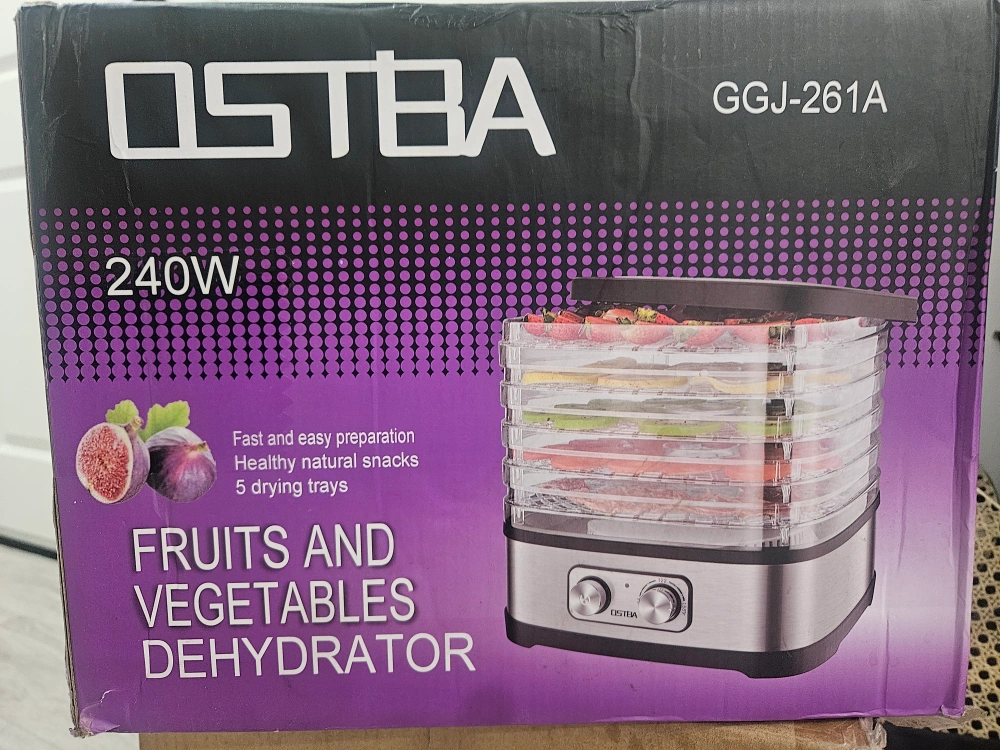 OSTBA
GGJ-261A
240W
Fast and easy preparation
Healthy natural snacks
5 drying trays
FRUITS AND
VEGETABLES
DEHYDRATOR
OSTBA